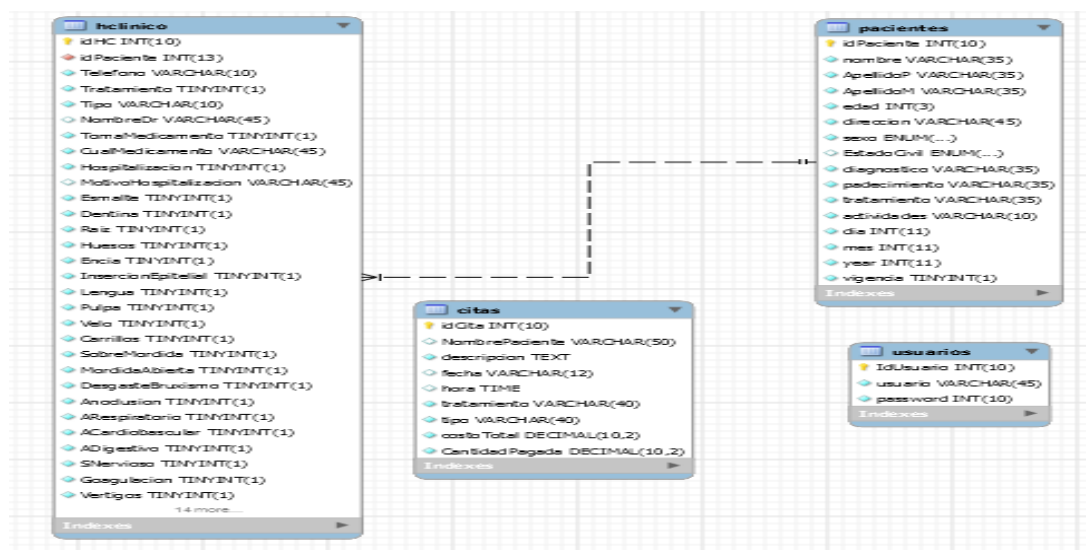 hclinico
idHC INT(10)
idPaciente INT(13)
Telefono VARCHAR(10)
Tratamiento TINYINT(1)
Tipo VARCHAR(10)
NombreDr VARCHAR(45)
TomaMedicamento TINYINT(1)
CualMedicamento VARCHAR(45)
Hospitalizacion TINYINT(1)
MotivoHospitalizacion VARCHAR(45)
Esmalte TINYINT(1)
Dentina TINYINT(1)
Raiz TINYINT(1)
Huesos TINYINT(1)
Encia TINYINT(1)
InsercionEpitelial TINYINT(1)
Lengua TINYINT(1)
Pulpa TINYINT(1)
Velo TINYINT(1)
Carrillos TINYINT(1)
SobreMordida TINYINT(1)
MordidaAbierta TINYINT(1)
DesgasteBruxismo TINYINT(1)
Anoclusion TINYINT(1)
ARespiratorio TINYINT(1)
ACardiobascular TINYINT(1)
ADigestivo TINYINT(1)
SNervioso TINYINT(1)
Coagulacion TINYINT(1)
Vertigos TINYINT(1)
14 more...
Indexes
citas
idCita INT(10)
NombrePaciente VARCHAR(50)
descripcion TEXT
fecha VARCHAR(12)
hora TIME
tratamiento VARCHAR(40)
tipo VARCHAR(40)
costoTotal DECIMAL(10,2)
CantidadPagada DECIMAL(10,2)
Indexes
pacientes
idPaciente INT(10)
nombre VARCHAR(35)
ApellidoP VARCHAR(35)
ApellidoM VARCHAR(35)
edad INT(3)
direccion VARCHAR(45)
sexo ENUM(...)
EstadoCivil ENUM(...)
diagnostico VARCHAR(35)
padecimiento VARCHAR(35)
tratamiento VARCHAR(35)
actividades VARCHAR(10)
dia INT(11)
mes INT(11)
year INT(11)
vigencia TINYINT(1)
Indexes
usuarios
IdUsuario INT(10)
usuario VARCHAR(45)
password INT(10)
Indexes